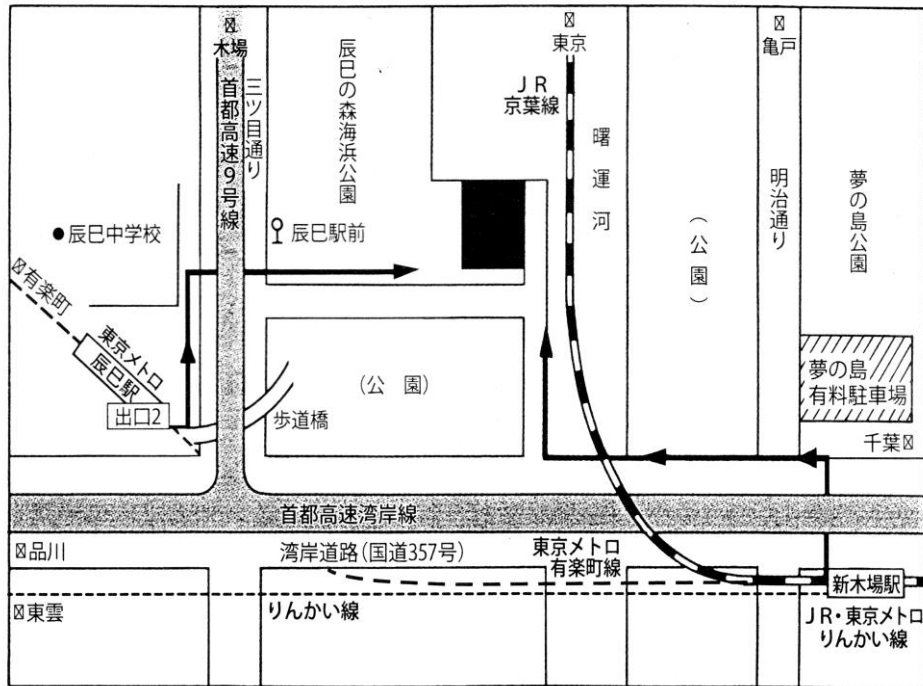 木場
首都高速9号線
三ツ目通り
辰巳の森海浜公園
東京
JR
京葉線
曙運河
亀戸
明治通り
夢の島公園
辰巳中学校
辰巳駅前
(公園)
有楽町
東京メトロ
辰巳駅
出口2
歩道橋
(公園)
夢の島
有料駐車場
千葉
首都高速湾岸線
品川
湾岸道路(国道357号)
東京メトロ
有楽町線
東雲
りんかい線
新木場駅
JR・東京メトロ
りんかい線